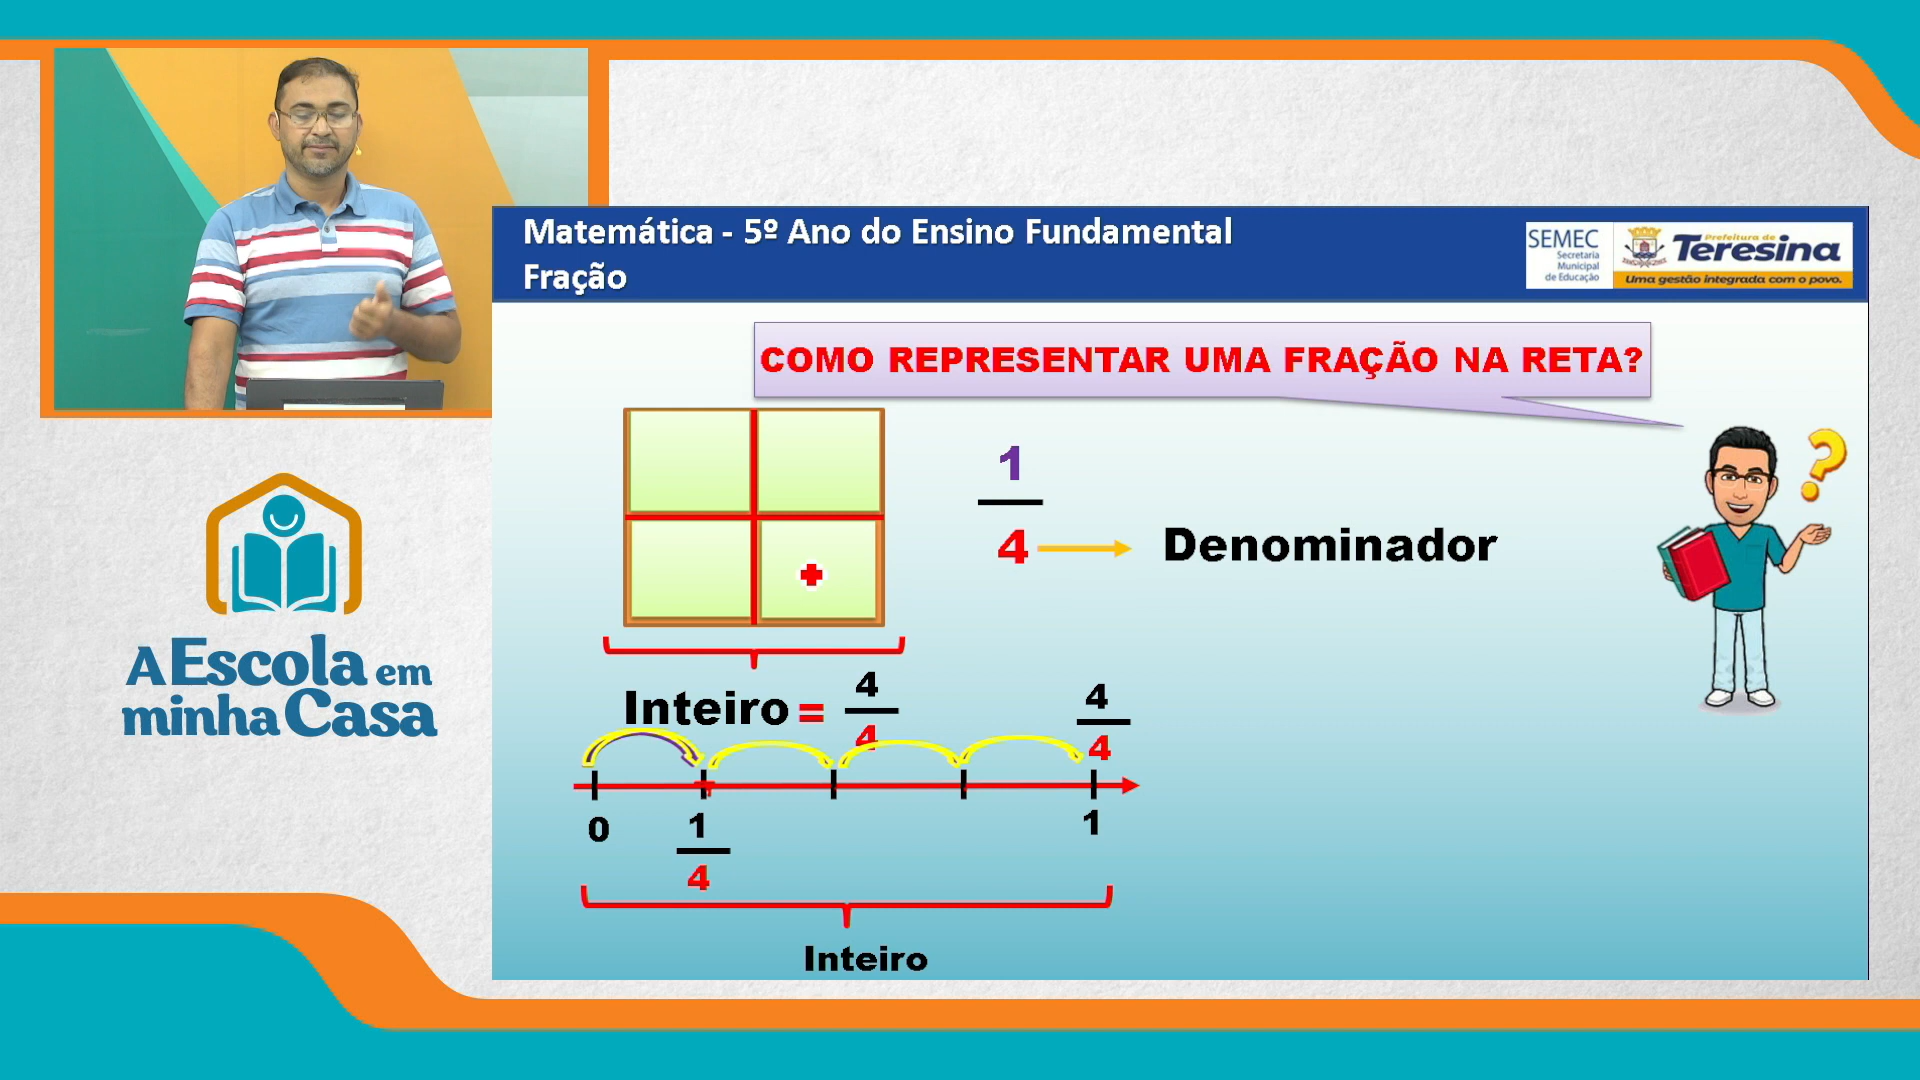 Matemática - 5º Ano do Ensino Fundamental
Fração
SEMEC
Secretaria
Municipal
de Educação
Prefeitura de
Teresina
Uma gestão integrada com o povo.
COMO REPRESENTAR UMA FRAÇÃO NA RETA?
1
4
Denominador
A Escola em
minha Casa
Inteiro =
4
4
4
4
0
1
4
1
Inteiro